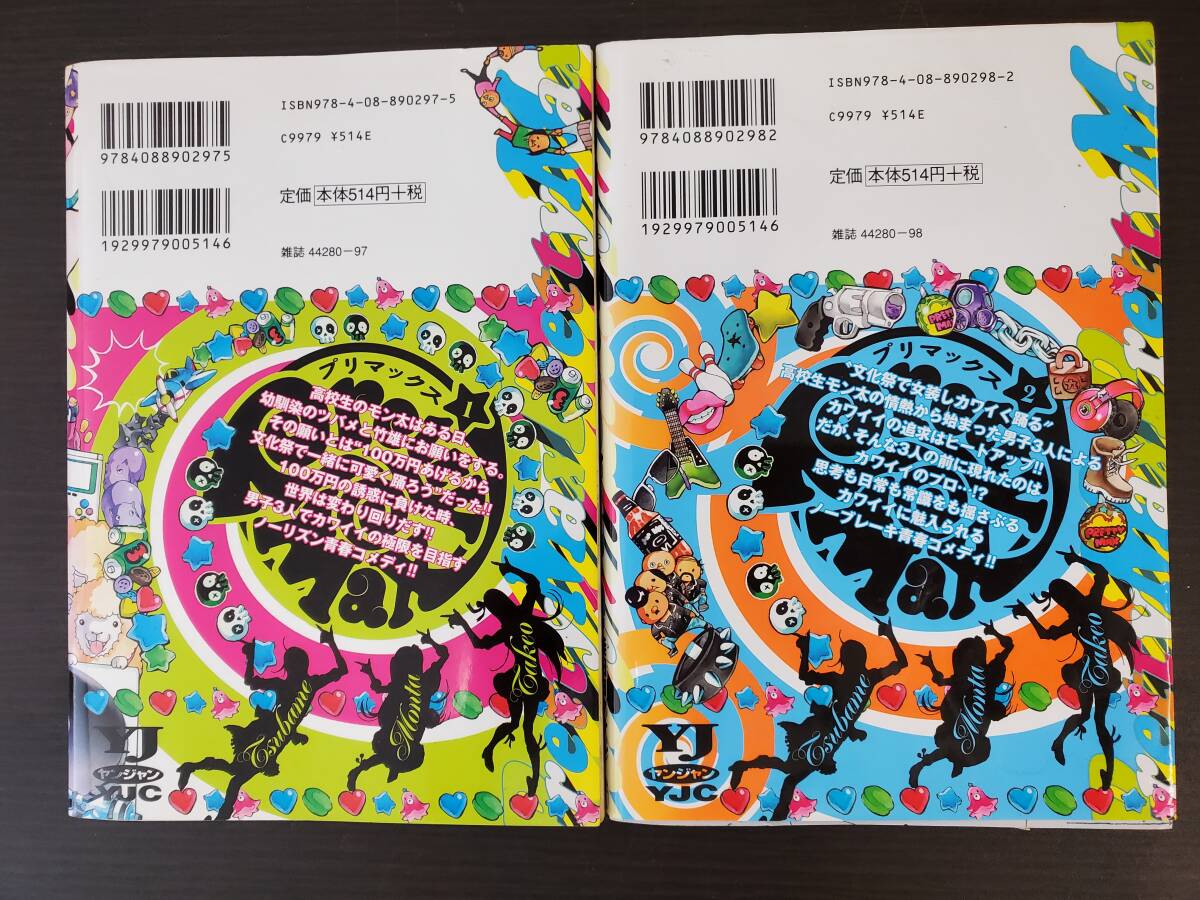 ISBN978-4-08-890297-5
9784088902975
C9979 ¥514E
定価 本体514円+税
1929979005146
雑誌 44280-97
プリマックス 1
高校生のモン太はある日、
幼馴染のツバメと竹雄にお願いをする。
その願いとは“100万円あげるから
文化祭で一緒に可愛く踊ろう”だった!!
100万円の誘惑に負けた時、
世界は変わり回りだす!!
男子3人でカワイイの極限を目指す
ノーリズン青春コメディ!!
Tsubame
Monta
Takeo
YJ
ヤンジャン
YJC
ISBN978-4-08-890298-2
9784088902982
C9979 ¥514E
定価 本体514円+税
1929979005146
雑誌 44280-98
PRETTY
MAX
プリマックス 2
“文化祭で女装しカワイく踊る”
高校生モン太の情熱から始まった男子3人による
カワイイの追求はヒートアップ!!
だが、そんな3人の前に現れたのは
カワイイのプロ…!?
思考も日常も常識をも揺さぶる
カワイイに魅入られる
ノーブレーキ青春コメディ!!
PRETTY
MAX
Tsubame
Monta
Takeo
YJ
ヤンジャン
YJC